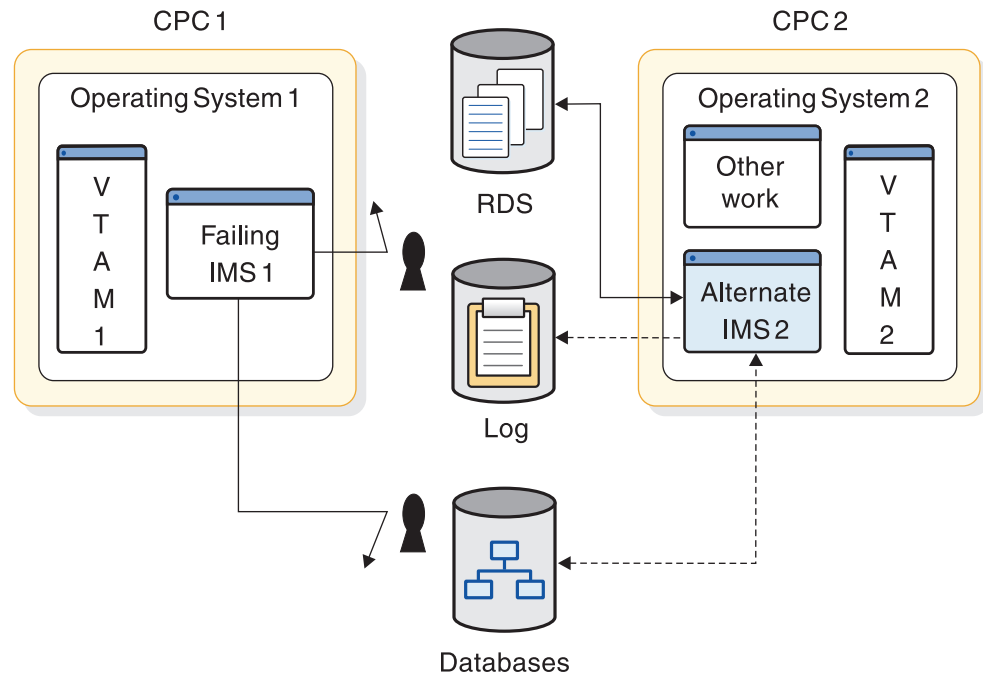 CPC 1
Operating System 1
V
T
A
M
1
Failing
IMS 1
RDS
Log
Databases
CPC 2
Operating System 2
Other
work
Alternate
IMS 2
V
T
A
M
2